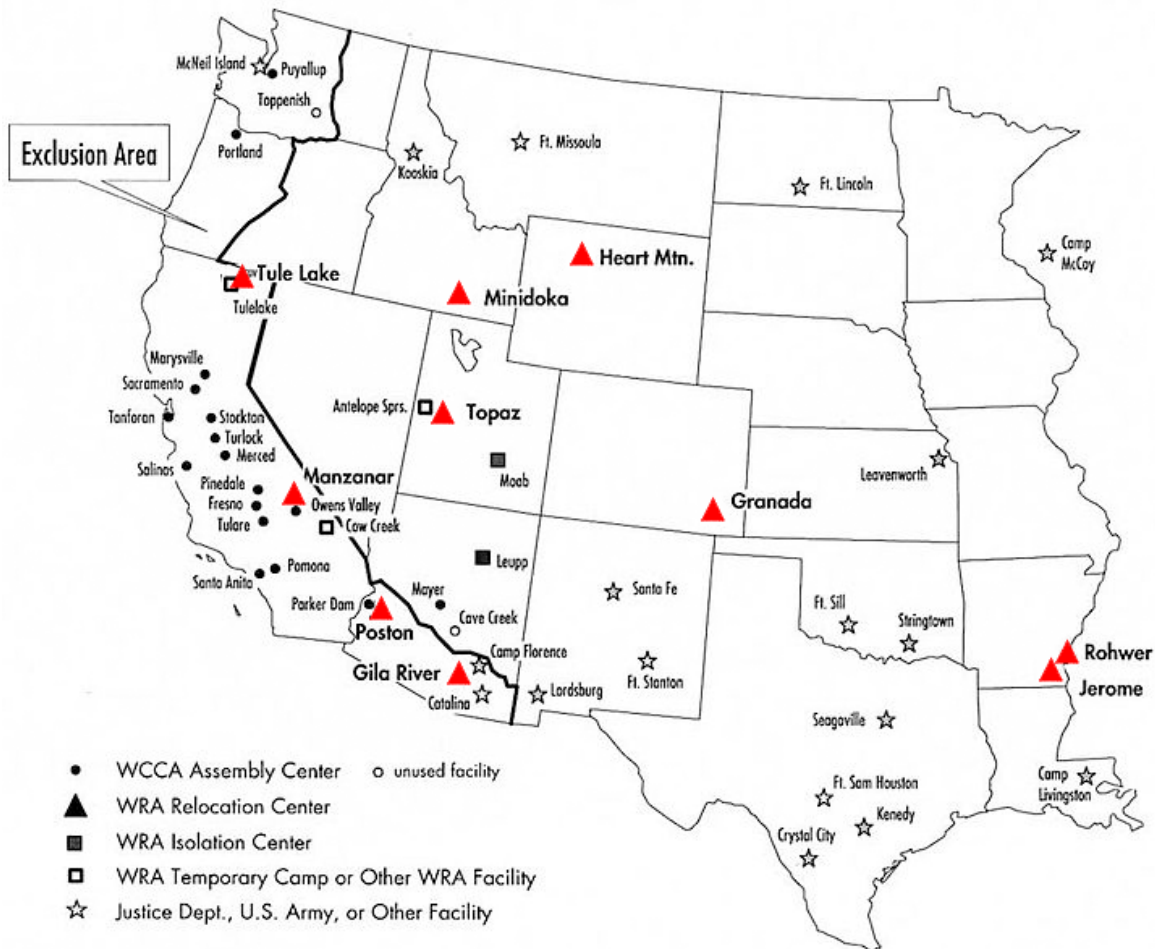 McNeil Island
Puyallup
Toppenish
Portland
Exclusion Area
Kooskia
Ft. Missoula
Ft. Lincoln
Camp
McCoy
Heart Mtn.
Tule Lake
Tulelake
Minidoka
Marysville
Sacramento
Tanforan
Stockton
Turlock
Merced
Salinas
Pinedale
Fresno
Tulare
Manzanar
Owens Valley
Cow Creek
Antelope Sprs.
Topaz
Moab
Leavenworth
Granada
Santa Anita
Pomona
Leupp
Parker Dam
Mayer
Poston
Cave Creek
Camp Florence
Gila River
Catalina
Lordsburg
Santa Fe
Ft. Stanton
Ft. Sill
Stringtown
Rohwer
Jerome
Seagoville
Ft. Sam Houston
Kenedy
Crystal City
Camp
Livingston
WCCA Assembly Center
unused facility
WRA Relocation Center
WRA Isolation Center
WRA Temporary Camp or Other WRA Facility
Justice Dept., U.S. Army, or Other Facility